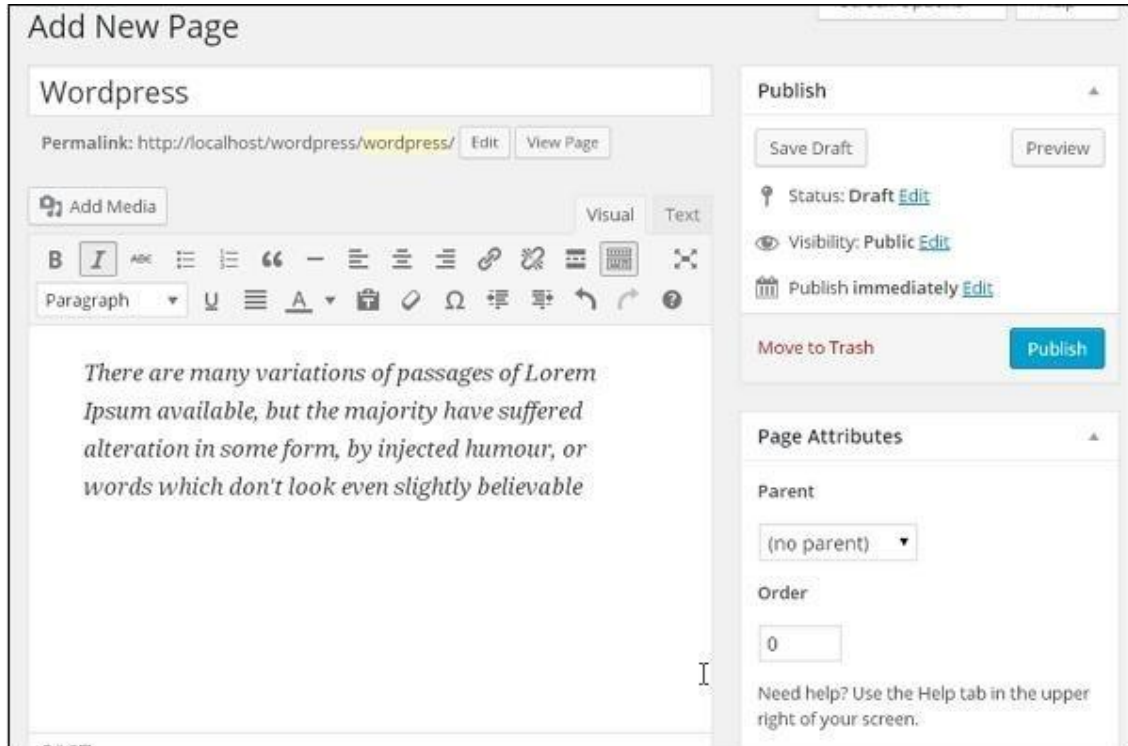 Add New Page
Wordpress
Permalink: http://localhost/wordpress/wordpress/ Edit View Page
Add Media
Visual Text
B I ABC
Paragraph U A Ω
There are many variations of passages of Lorem
Ipsum available, but the majority have suffered
alteration in some form, by injected humour, or
words which don't look even slightly believable
Publish
Save Draft Preview
Status: Draft Edit
Visibility: Public Edit
Publish immediately Edit
Move to Trash Publish
Page Attributes
Parent
(no parent)
Order
0
Need help? Use the Help tab in the upper
right of your screen.